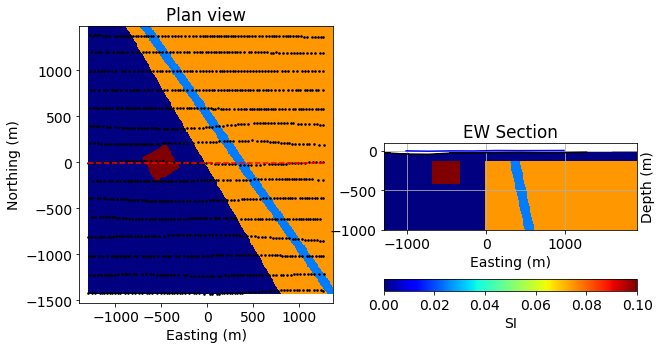 Plan view
1000
500
0
−500
−1000
−1500
Northing (m)
−1000 −500 0 500 1000
Easting (m)
EW Section
0
−500
−1000
Depth (m)
−1000 0 1000
Easting (m)
0.00 0.02 0.04 0.06 0.08 0.10
SI